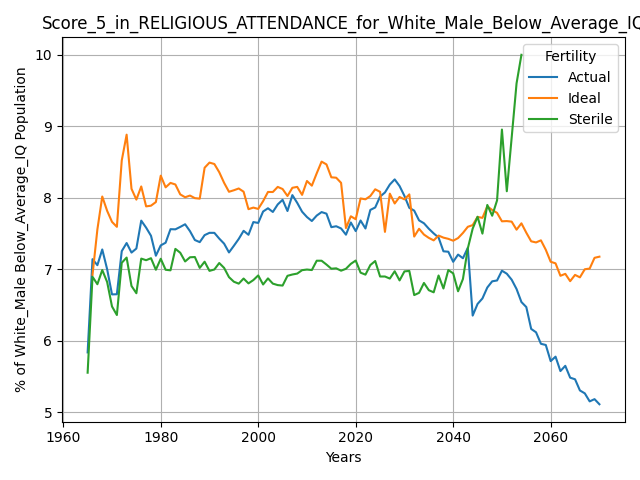 Score_5_in_RELIGIOUS_ATTENDANCE_for_White_Male_Below_Average_IQ
% of White_Male Below_Average_IQ Population
10
9
8
7
6
5
Fertility
Actual
Ideal
Sterile
1960 1980 2000 2020 2040 2060
Years